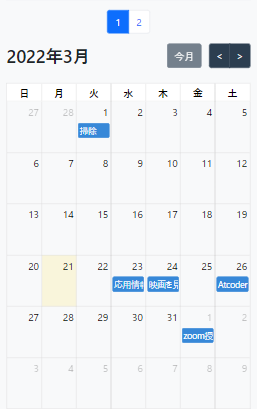 1 2
2022年3月
今月 < >
日 月 火 水 木 金 土
27 28 1 2 3 4 5
掃除
6 7 8 9 10 11 12
13 14 15 16 17 18 19
20 21 22 23 24 25 26
応用情 映画を見 Atcoder
27 28 29 30 31 1 2
zoom
3 4 5 6 7 8 9